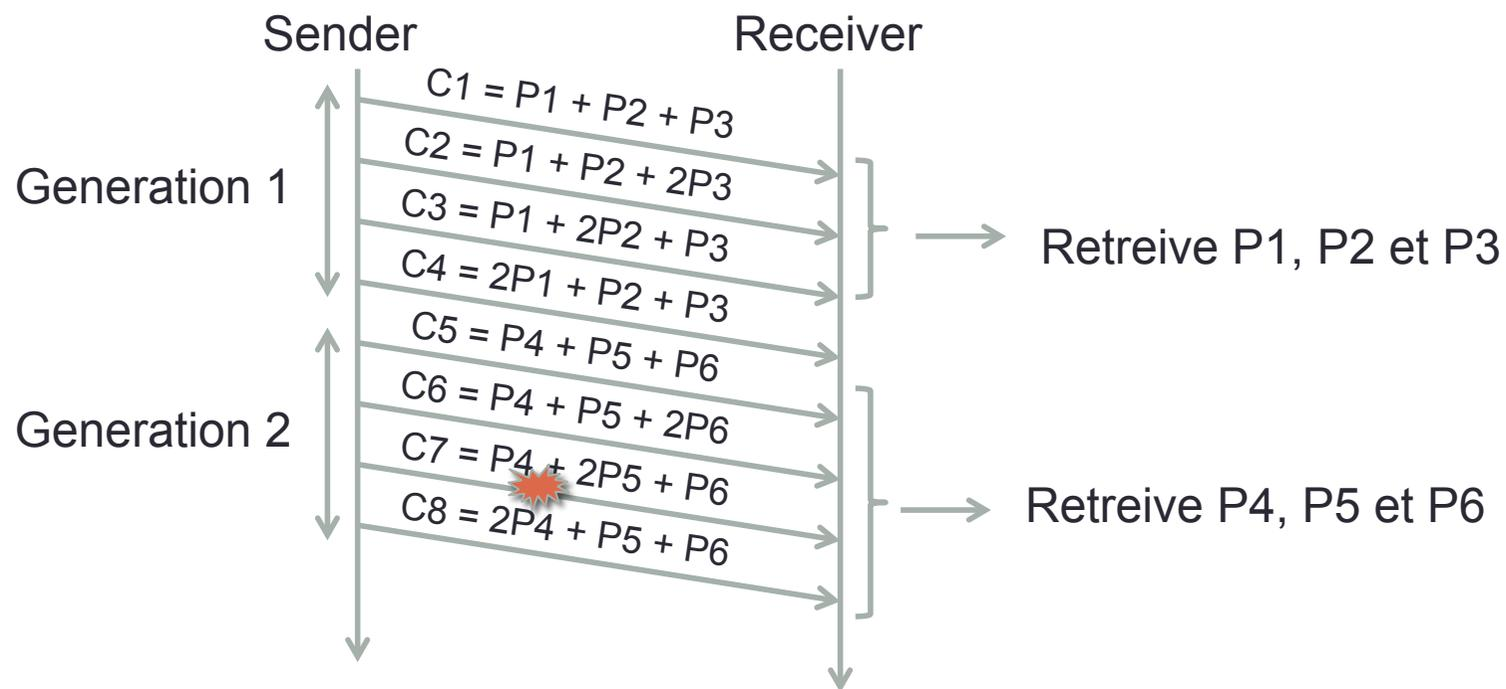 Sender
Receiver
C1 = P1 + P2 + P3
C2 = P1 + P2 + 2P3
Generation 1
C3 = P1 + 2P2 + P3
Retreive P1, P2 et P3
C4 = 2P1 + P2 + P3
C5 = P4 + P5 + P6
C6 = P4 + P5 + 2P6
Generation 2
C7 = P4 + 2P5 + P6
Retreive P4, P5 et P6
C8 = 2P4 + P5 + P6